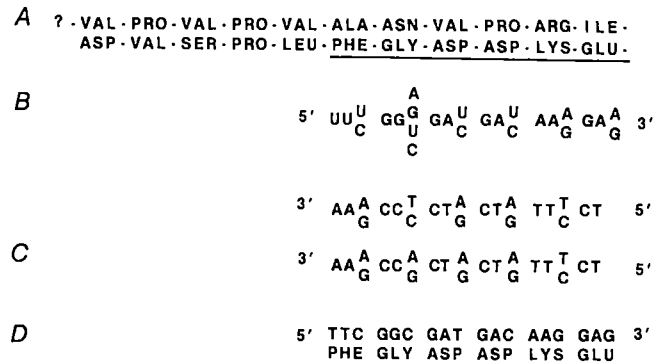 A ? - VAL - PRO - VAL - PRO - VAL - ALA - ASN - VAL - PRO - ARG - ILE -
ASP - VAL - SER - PRO - LEU - PHE - GLY - ASP - ASP - LYS - GLU -
B
A
5' UU U/C GG G GA U/C GA U/C AA A/G GA A/G 3'
U
C
3' AA A/G CC T/C CT A/G CT A/G TT T/C CT 5'
C 3' AA A/G CC A/G CT A/G CT A/G TT T/C CT 5'
D 5' TTC GGC GAT GAC AAG GAG 3'
PHE GLY ASP ASP LYS GLU